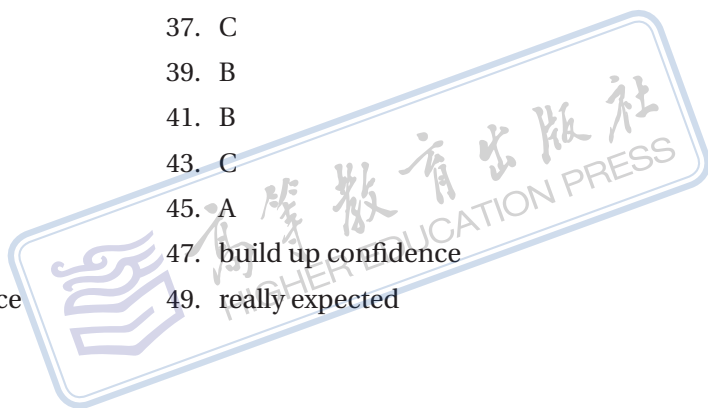 37. C
39. B
41. B
43. C
45. A
47. build up confidence
ce 49. really expected
高等教育出版社
HIGHER EDUCATION PRESS